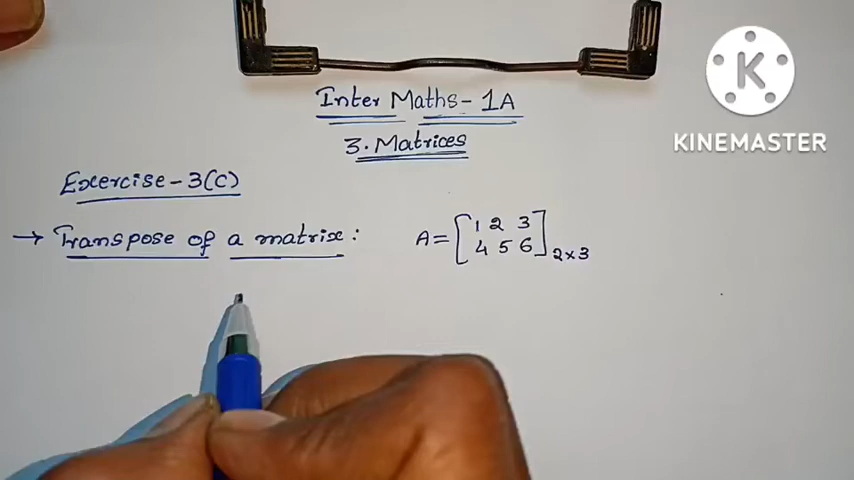 Inter Maths - 1A
3. Matrices
Exercise - 3(C)
→ Transpose of a matrix: A = [1 2 3
4 5 6] 2×3
K
KINEMASTER